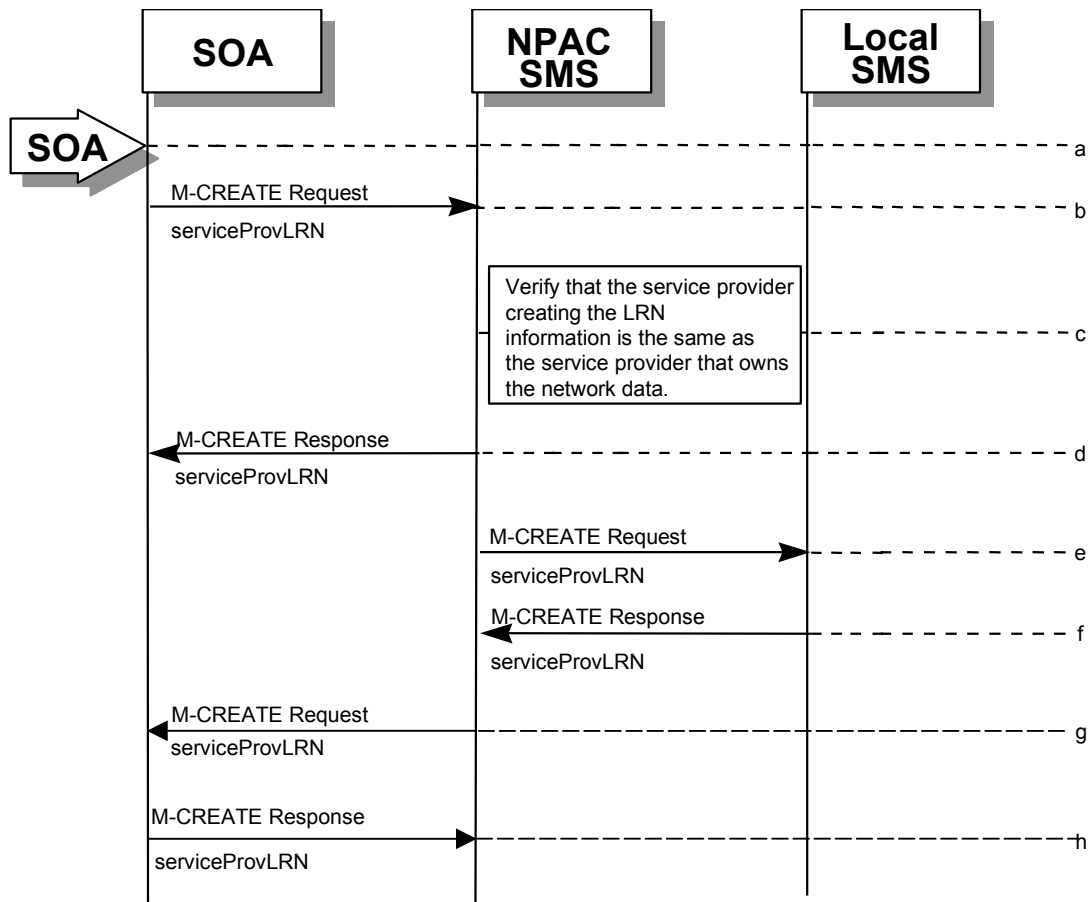 SOA
NPAC
SMS
Local
SMS
SOA
a
M-CREATE Request
b
serviceProvLRN
Verify that the service provider
creating the LRN
information is the same as
the service provider that owns
the network data.
c
M-CREATE Response
d
serviceProvLRN
M-CREATE Request
e
serviceProvLRN
M-CREATE Response
f
serviceProvLRN
M-CREATE Request
g
serviceProvLRN
M-CREATE Response
h
serviceProvLRN